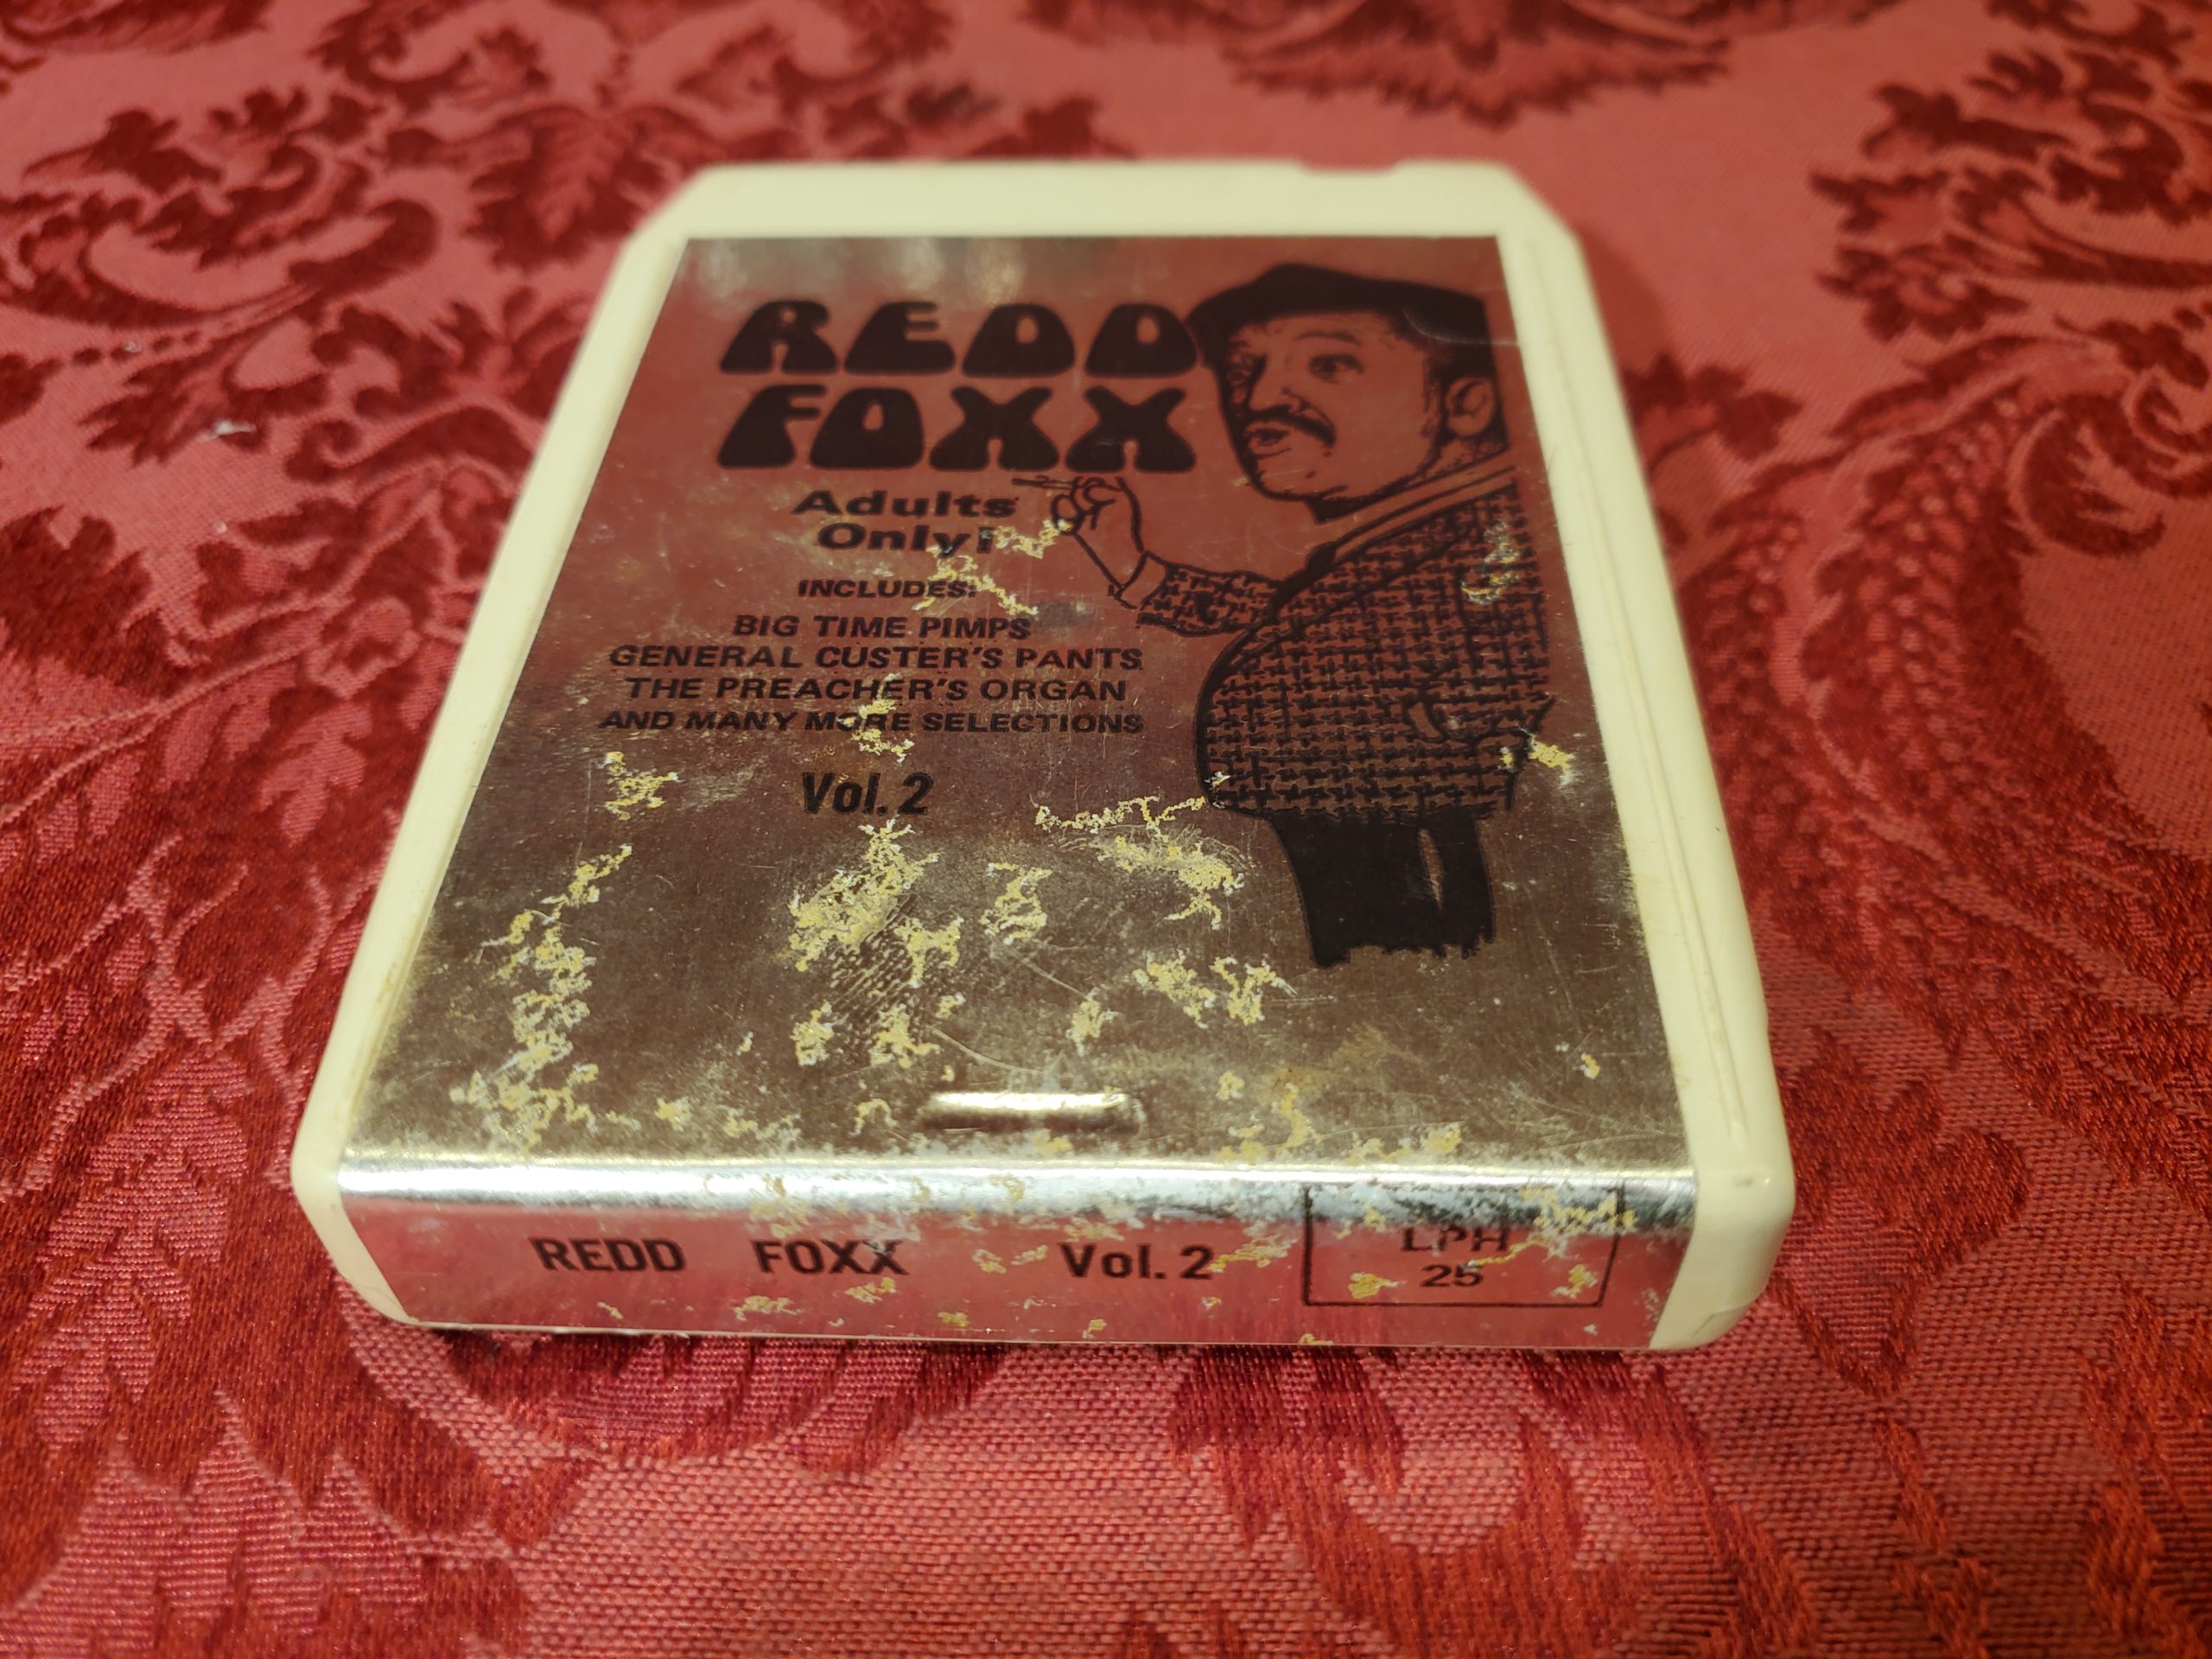 REDD
FOXX
Adults
Only!
INCLUDES:
BIG TIME PIMPS
GENERAL CUSTER'S PANTS
THE PREACHER'S ORGAN
AND MANY MORE SELECTIONS
Vol. 2
REDD FOXX Vol. 2
LPH
25